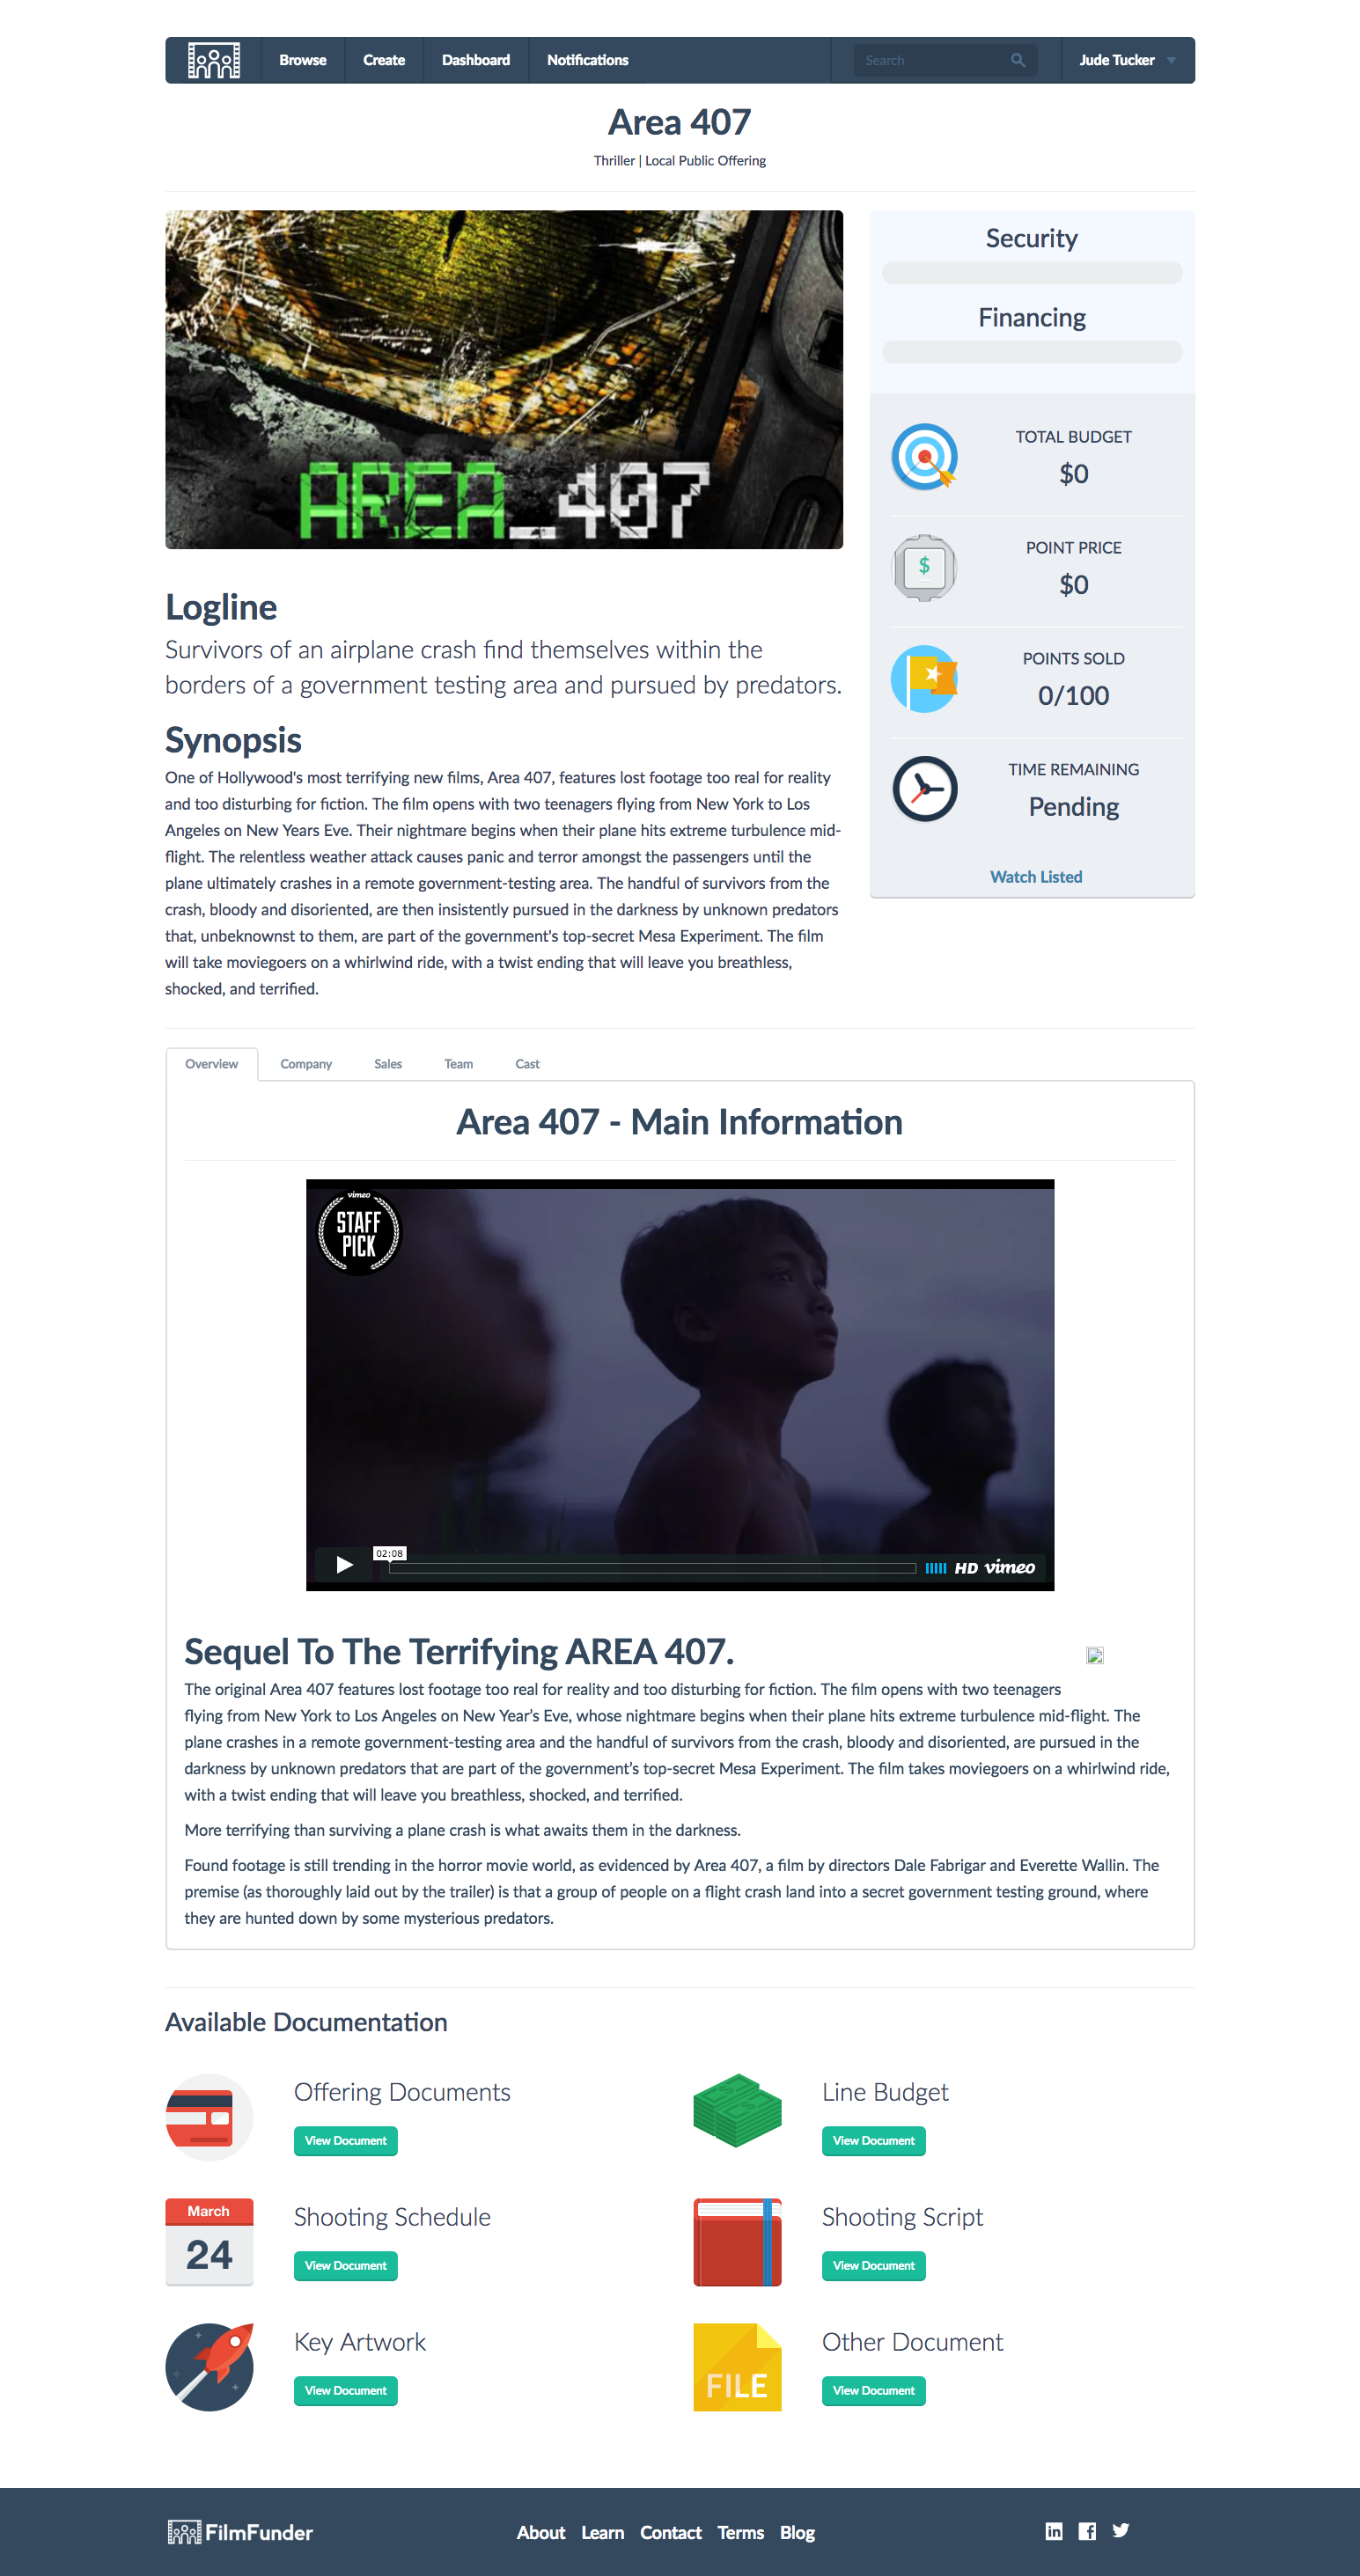 Browse Create Dashboard Notifications Search Jude Tucker
Area 407
Thriller | Local Public Offering
AREA_407
Logline
Survivors of an airplane crash find themselves within the
borders of a government testing area and pursued by predators.
Synopsis
One of Hollywood's most terrifying new films, Area 407, features lost footage too real for reality
and too disturbing for fiction. The film opens with two teenagers flying from New York to Los
Angeles on New Years Eve. Their nightmare begins when their plane hits extreme turbulence mid-
flight. The relentless weather attack causes panic and terror amongst the passengers until the
plane ultimately crashes in a remote government-testing area. The handful of survivors from the
crash, bloody and disoriented, are then insistently pursued in the darkness by unknown predators
that, unbeknownst to them, are part of the government's top-secret Mesa Experiment. The film
will take moviegoers on a whirlwind ride, with a twist ending that will leave you breathless,
shocked, and terrified.
Security
Financing
TOTAL BUDGET
$0
$
POINT PRICE
$0
POINTS SOLD
0/100
TIME REMAINING
Pending
Watch Listed
Overview Company Sales Team Cast
Area 407 - Main Information
vimeo
STAFF
PICK
02:08
HD vimeo
Sequel To The Terrifying AREA 407.
The original Area 407 features lost footage too real for reality and too disturbing for fiction. The film opens with two teenagers
flying from New York to Los Angeles on New Year’s Eve, whose nightmare begins when their plane hits extreme turbulence mid-flight. The
plane crashes in a remote government-testing area and the handful of survivors from the crash, bloody and disoriented, are pursued in the
darkness by unknown predators that are part of the government’s top-secret Mesa Experiment. The film takes moviegoers on a whirlwind ride,
with a twist ending that will leave you breathless, shocked, and terrified.
More terrifying than surviving a plane crash is what awaits them in the darkness.
Found footage is still trending in the horror movie world, as evidenced by Area 407, a film by directors Dale Fabrigar and Everette Wallin. The
premise (as thoroughly laid out by the trailer) is that a group of people on a flight crash land into a secret government testing ground, where
they are hunted down by some mysterious predators.
Available Documentation
Offering Documents
View Document
Line Budget
View Document
March
24
Shooting Schedule
View Document
Shooting Script
View Document
Key Artwork
View Document
FILE
Other Document
View Document
FilmFunder About Learn Contact Terms Blog in f